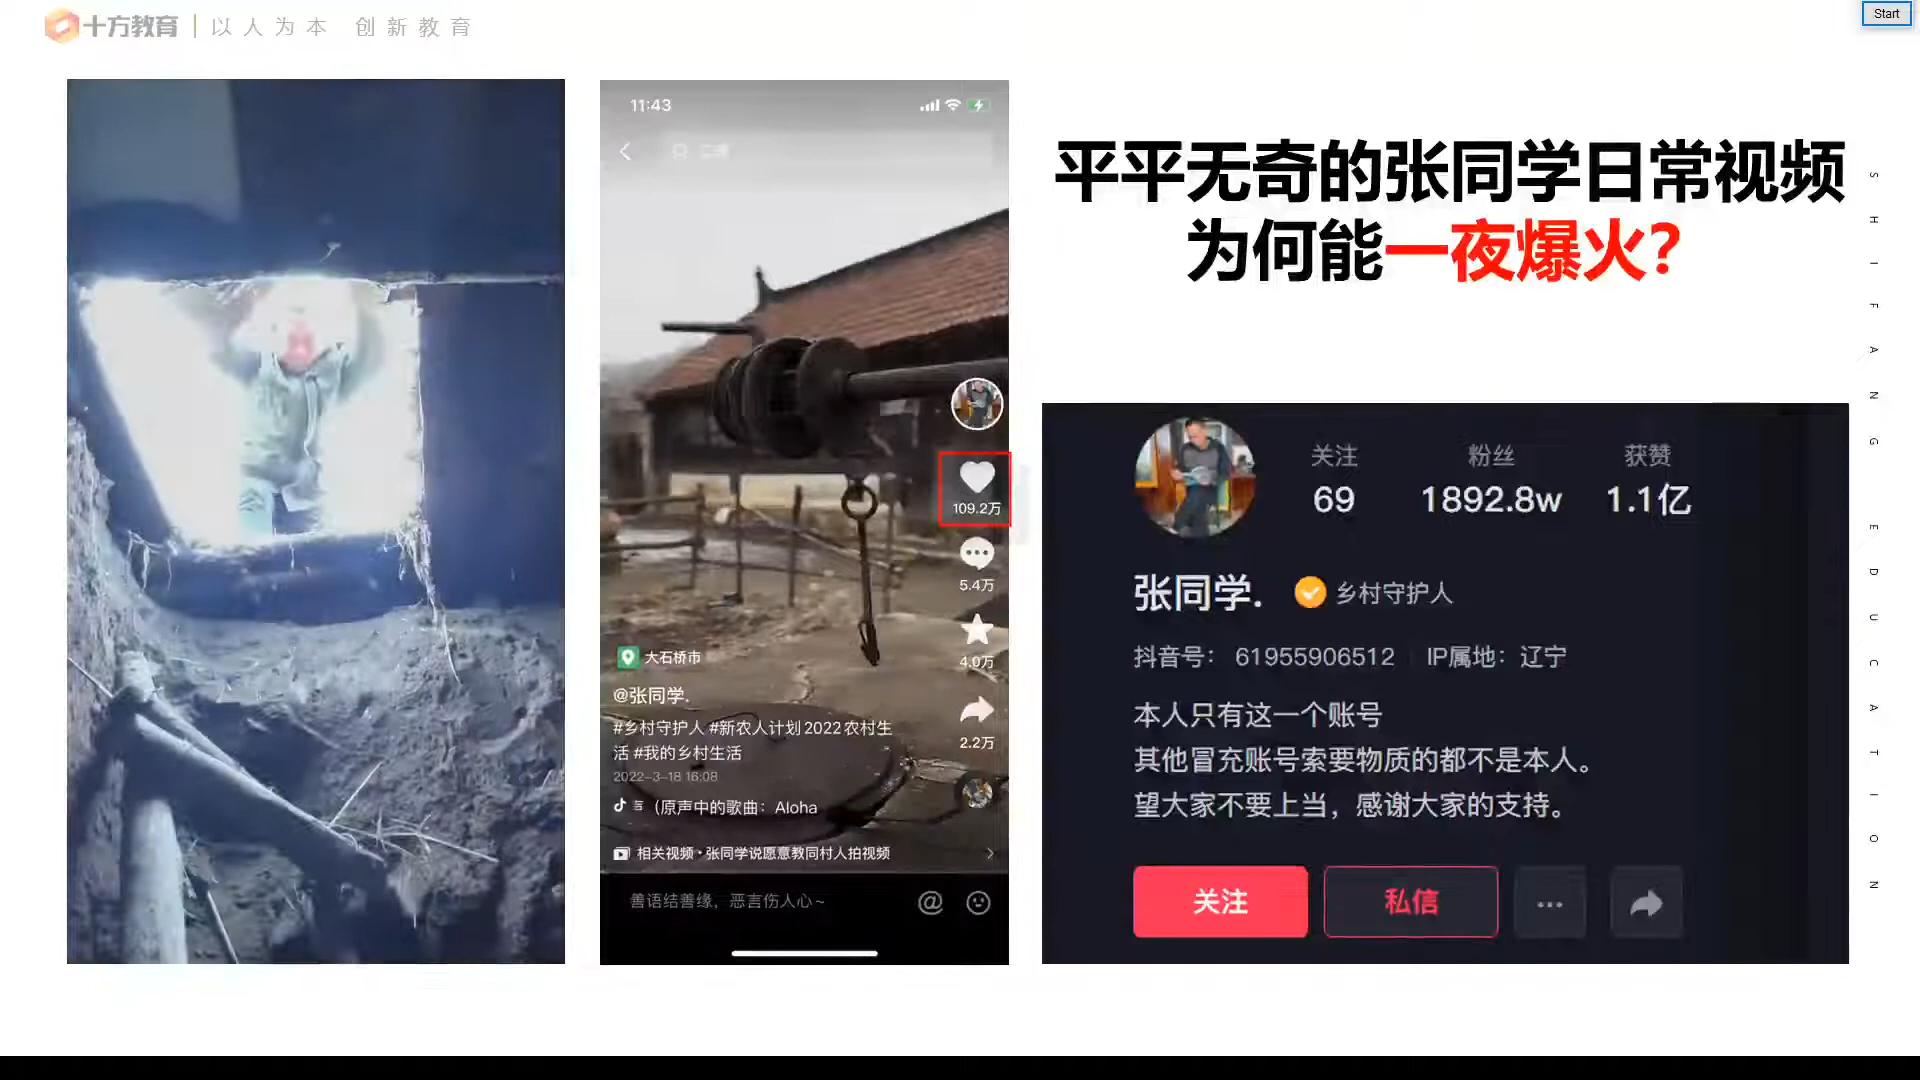 十方教育 以人为本 创新教育
Start
11:43
109.2万
5.4万
大石桥市
4.0万
@张同学.
#乡村守护人 #新农人计划2022农村生
活 #我的乡村生活
2.2万
2022-3-18 16:08
(原声中的歌曲：Aloha
相关视频·张同学说愿意教同村人拍视频
善语结善缘，恶言伤人心~
@
平平无奇的张同学日常视频
为何能一夜爆火?
关注 粉丝 获赞
69 1892.8w 1.1亿
张同学. 乡村守护人
抖音号： 61955906512 IP属地：辽宁
本人只有这一个账号
其他冒充账号索要物质的都不是本人。
望大家不要上当，感谢大家的支持。
关注 私信
SHIFANG EDUCATION